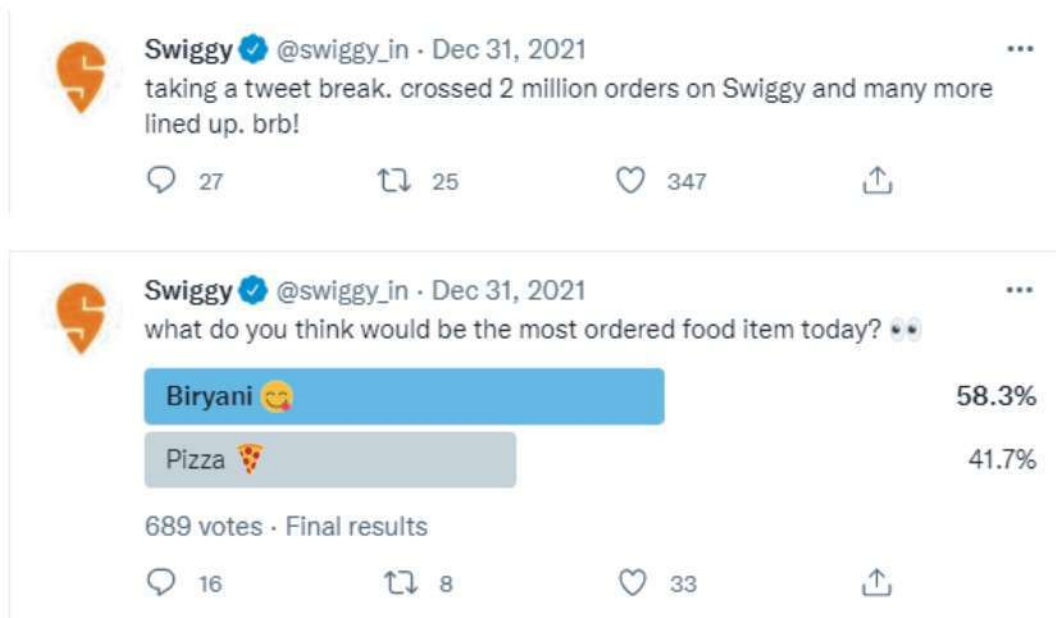 Swiggy @swiggy_in · Dec 31, 2021
taking a tweet break. crossed 2 million orders on Swiggy and many more
lined up. brb!
27 25 347
Swiggy @swiggy_in · Dec 31, 2021
what do you think would be the most ordered food item today? 👀
Biryani 😋 58.3%
Pizza 🍕 41.7%
689 votes · Final results
16 8 33